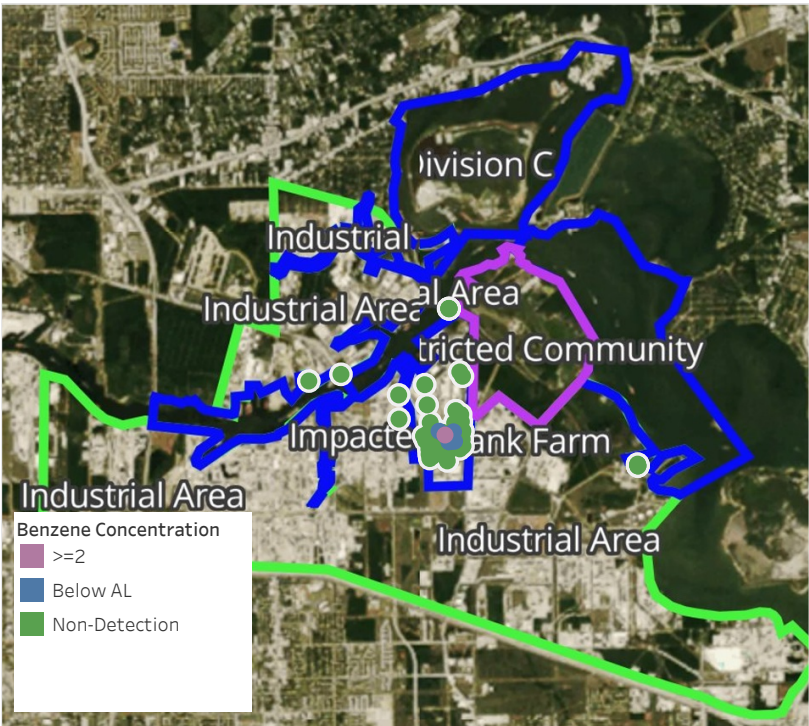 Division C
Industrial
al Area
Industrial Area
tricted Community
Impacte
ank Farm
Industrial Area
Industrial Area
Benzene Concentration
>=2
Below AL
Non-Detection